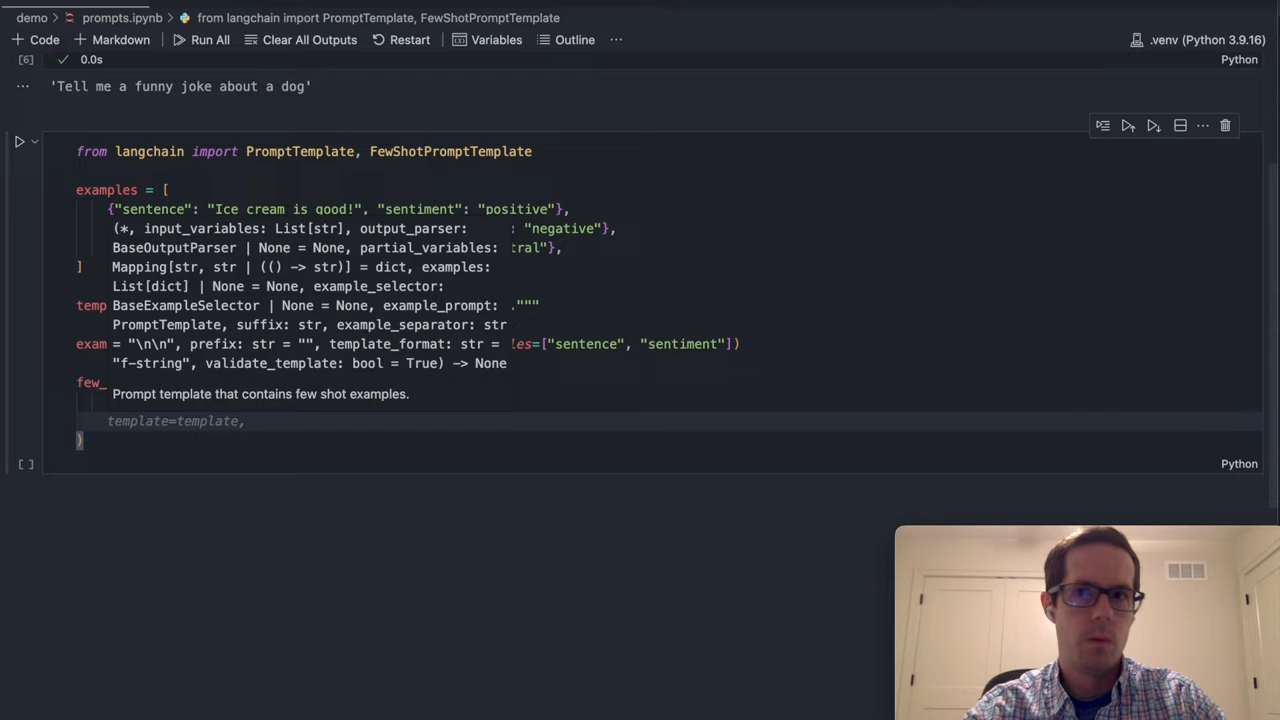 demo > prompts.ipynb > from langchain import PromptTemplate, FewShotPromptTemplate
+ Code + Markdown Run All Clear All Outputs Restart Variables Outline ... .venv (Python 3.9.16)
[6] ✓ 0.0s Python
... 'Tell me a funny joke about a dog'
from langchain import PromptTemplate, FewShotPromptTemplate
examples = [
{"sentence": "Ice cream is good!", "sentiment": "positive"},
(*, input_variables: List[str], output_parser: : "negative"},
BaseOutputParser | None = None, partial_variables: tral"},
] Mapping[str, str | (() -> str)] = dict, examples:
List[dict] | None = None, example_selector:
temp BaseExampleSelector | None = None, example_prompt: ."""
PromptTemplate, suffix: str, example_separator: str
exam = "\n\n", prefix: str = "", template_format: str = les=["sentence", "sentiment"])
"f-string", validate_template: bool = True) -> None
few_ Prompt template that contains few shot examples.
template=template,
)
[ ] Python